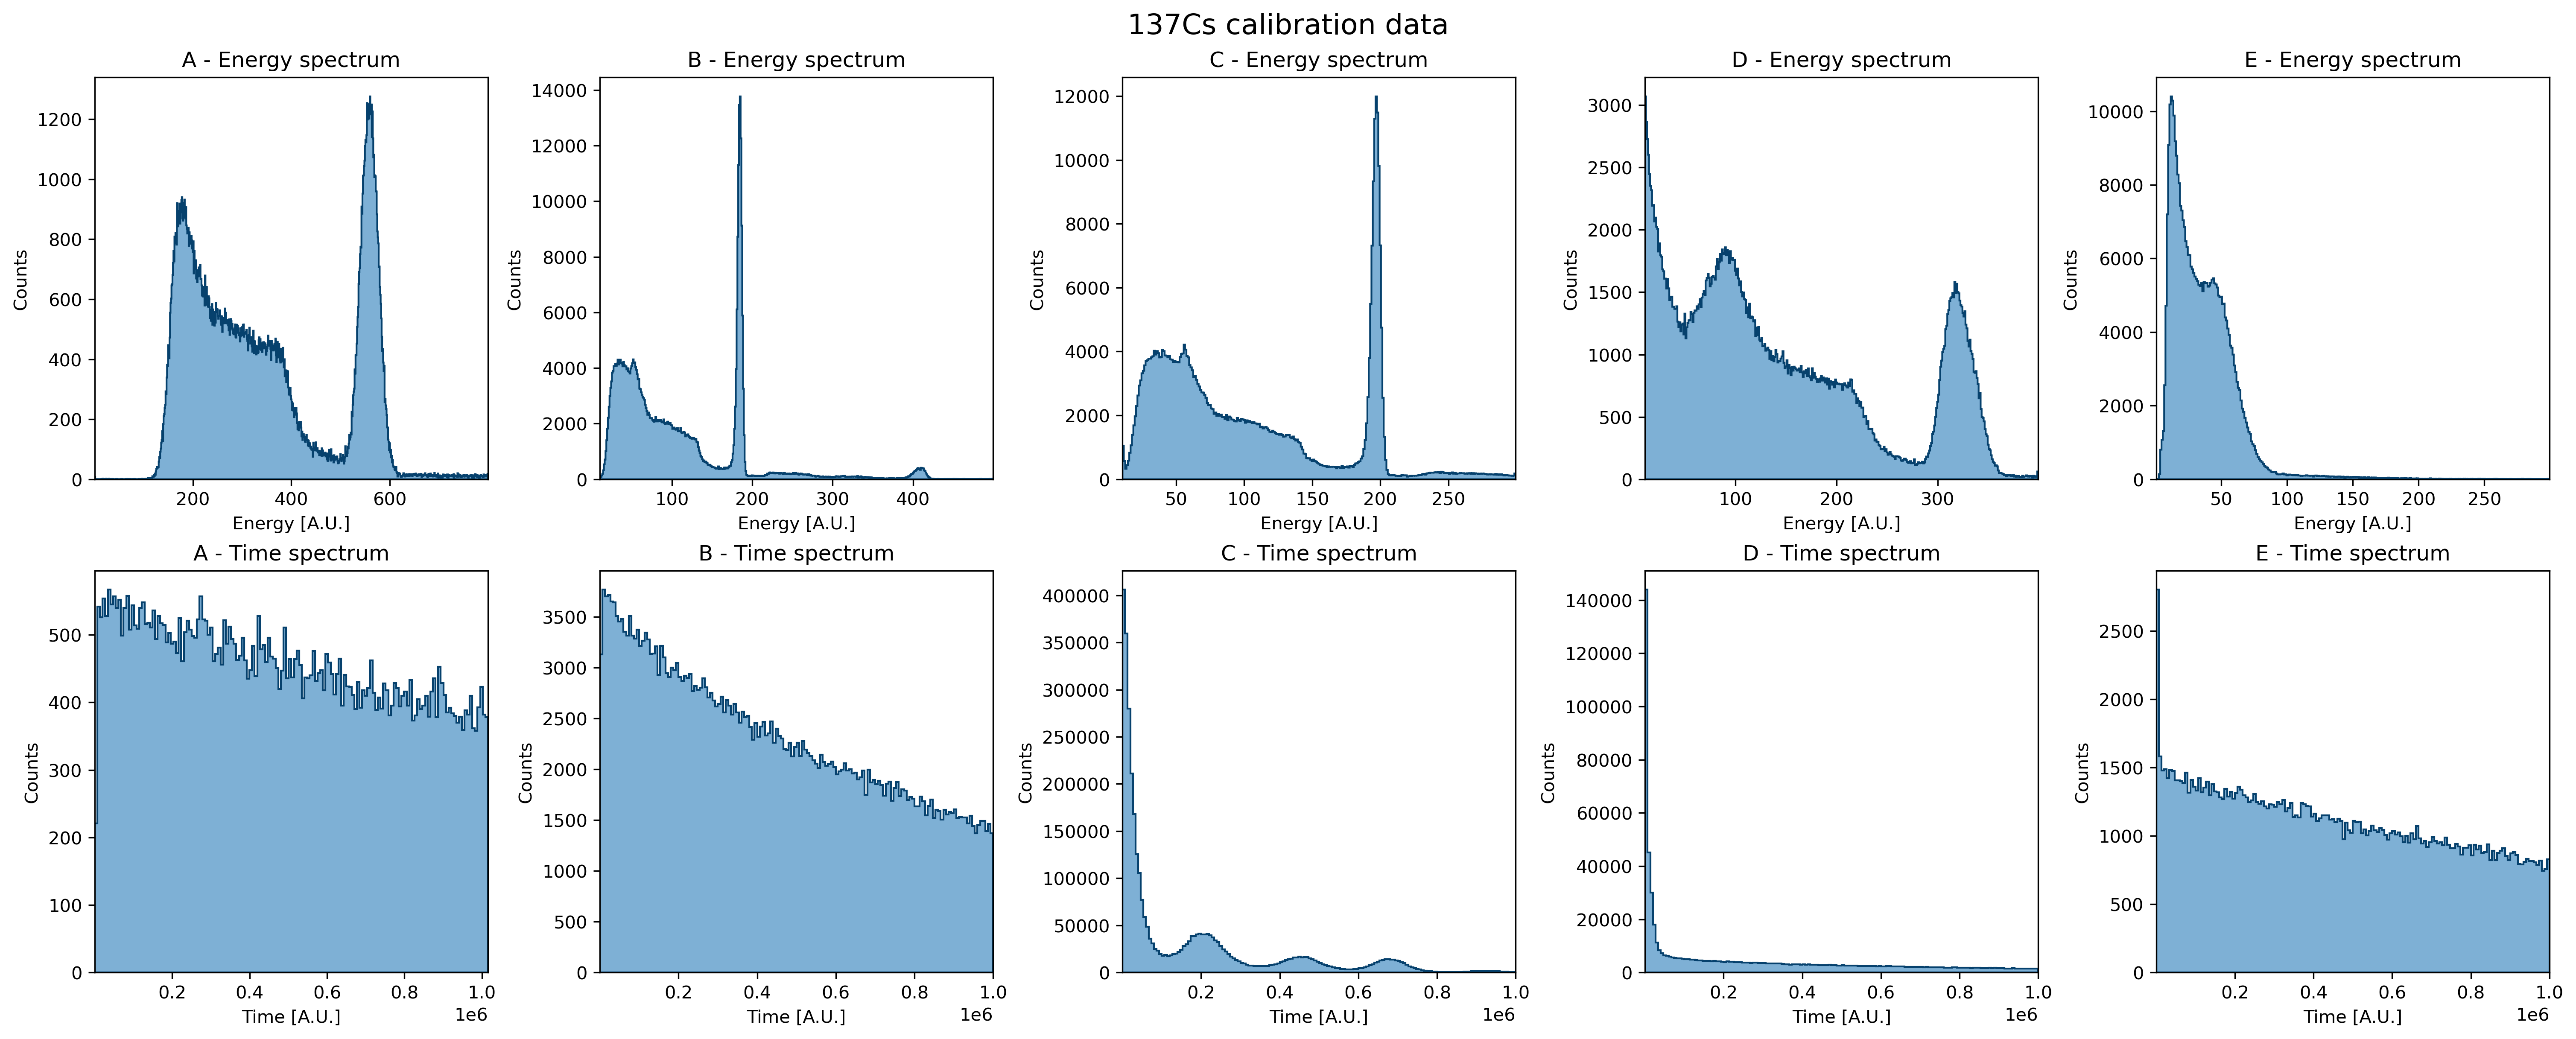 137Cs calibration data
A - Energy spectrum
Counts
0
200
400
600
800
1000
1200
200 400 600
Energy [A.U.]
B - Energy spectrum
Counts
0
2000
4000
6000
8000
10000
12000
14000
100 200 300 400
Energy [A.U.]
C - Energy spectrum
Counts
0
2000
4000
6000
8000
10000
12000
50 100 150 200 250
Energy [A.U.]
D - Energy spectrum
Counts
0
500
1000
1500
2000
2500
3000
100 200 300
Energy [A.U.]
E - Energy spectrum
Counts
0
2000
4000
6000
8000
10000
50 100 150 200 250
Energy [A.U.]
A - Time spectrum
Counts
0
100
200
300
400
500
0.2 0.4 0.6 0.8 1.0
Time [A.U.]
1e6
B - Time spectrum
Counts
0
500
1000
1500
2000
2500
3000
3500
0.2 0.4 0.6 0.8 1.0
Time [A.U.]
1e6
C - Time spectrum
Counts
0
50000
100000
150000
200000
250000
300000
350000
400000
0.2 0.4 0.6 0.8 1.0
Time [A.U.]
1e6
D - Time spectrum
Counts
0
20000
40000
60000
80000
100000
120000
140000
0.2 0.4 0.6 0.8 1.0
Time [A.U.]
1e6
E - Time spectrum
Counts
0
500
1000
1500
2000
2500
0.2 0.4 0.6 0.8 1.0
Time [A.U.]
1e6